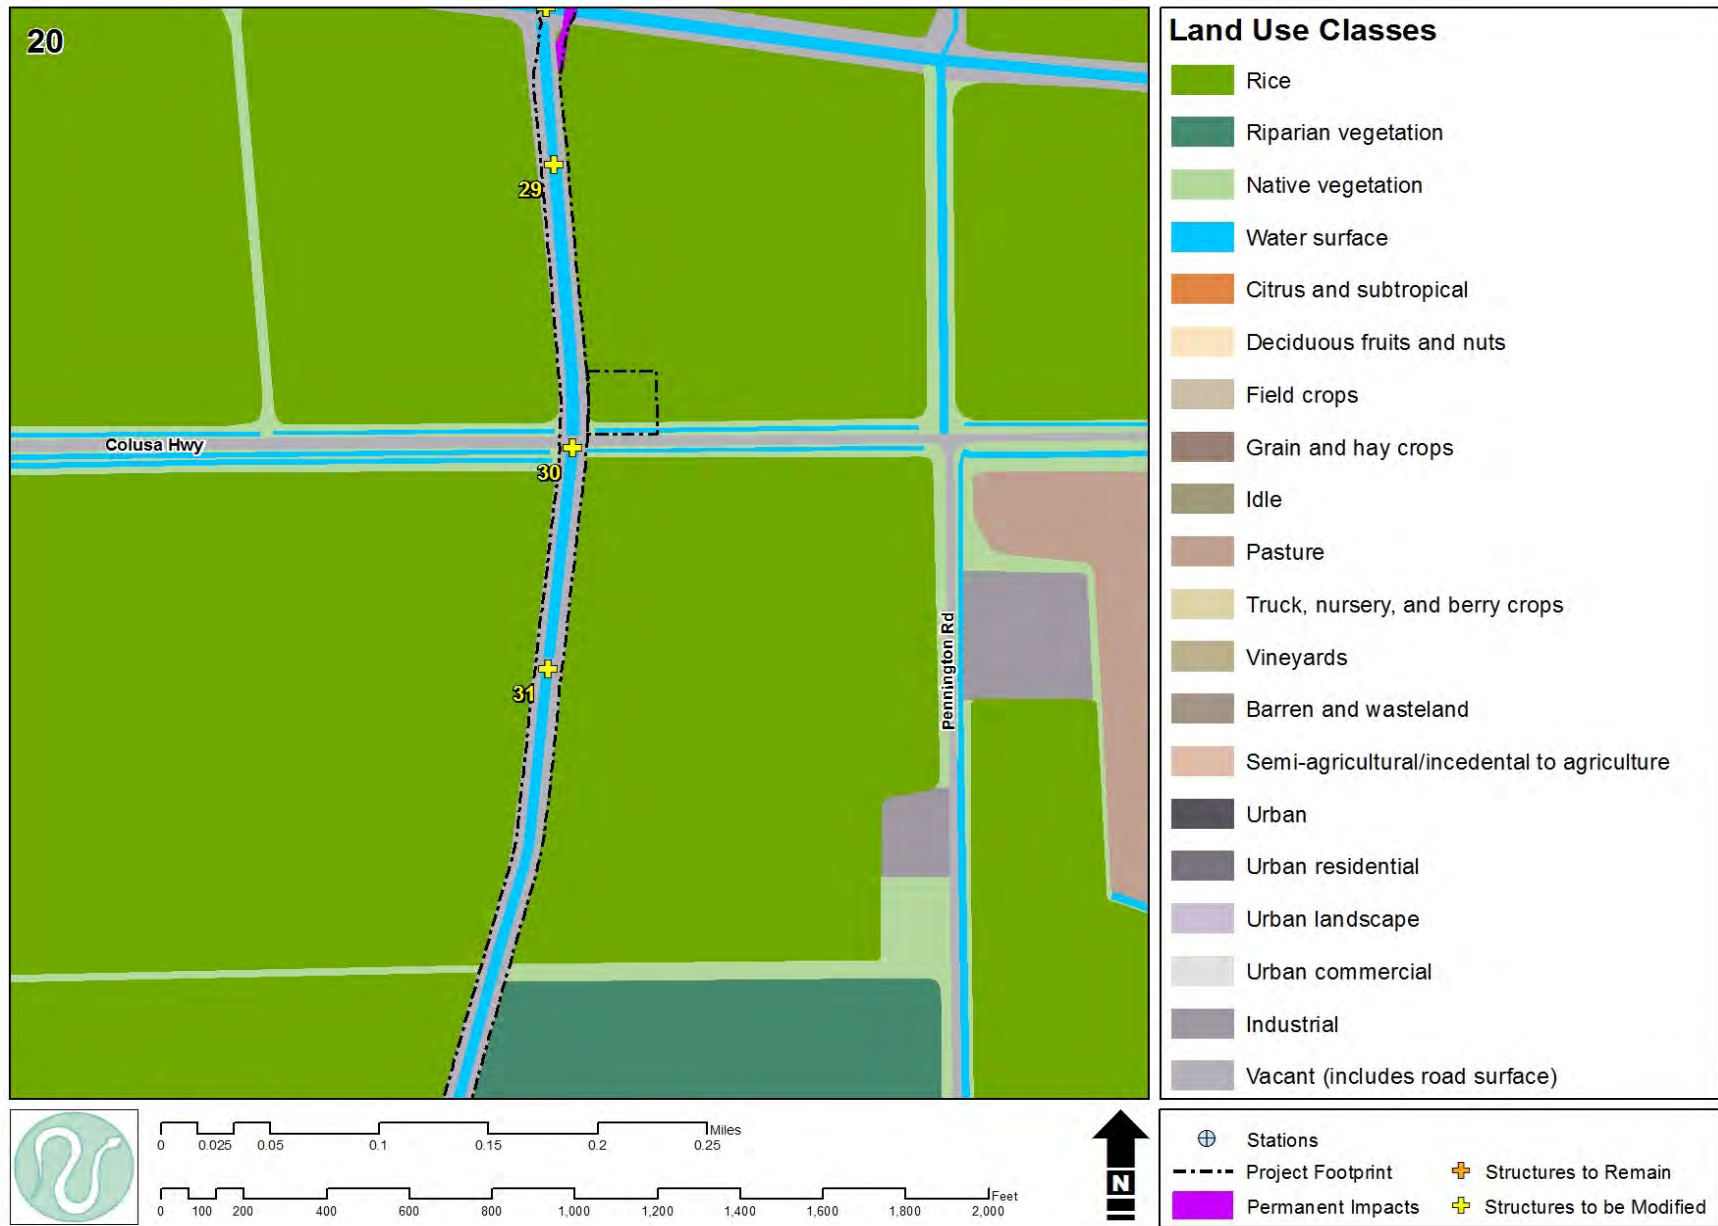 20
29
Colusa Hwy
30
31
Pennington Rd
Land Use Classes
Rice
Riparian vegetation
Native vegetation
Water surface
Citrus and subtropical
Deciduous fruits and nuts
Field crops
Grain and hay crops
Idle
Pasture
Truck, nursery, and berry crops
Vineyards
Barren and wasteland
Semi-agricultural/incedental to agriculture
Urban
Urban residential
Urban landscape
Urban commercial
Industrial
Vacant (includes road surface)
Miles
0 0.025 0.05 0.1 0.15 0.2 0.25
Feet
0 100 200 400 600 800 1,000 1,200 1,400 1,600 1,800 2,000
N
Stations
Project Footprint
Structures to Remain
Permanent Impacts
Structures to be Modified